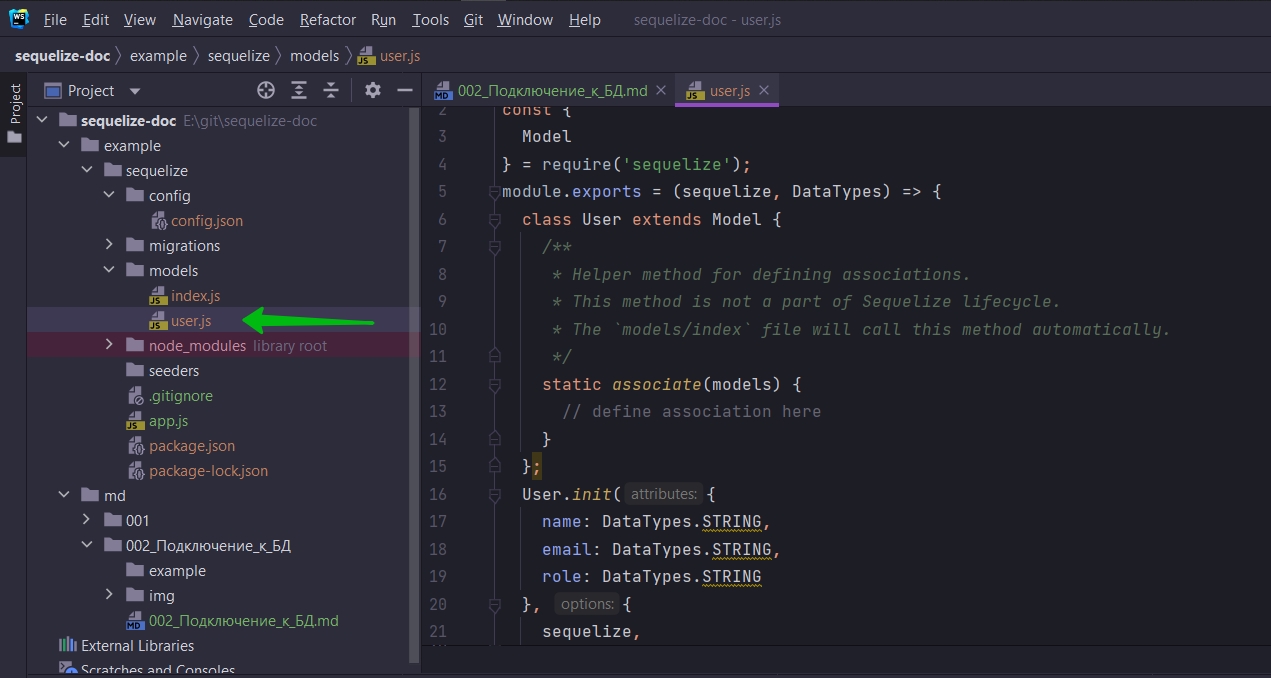 WS File Edit View Navigate Code Refactor Run Tools Git Window Help sequelize-doc - user.js
sequelize-doc example sequelize models user.js
Project
Project
sequelize-doc E:\git\sequelize-doc
example
sequelize
config
config.json
migrations
models
index.js
user.js
node_modules library root
seeders
.gitignore
app.js
package.json
package-lock.json
md
001
002_Подключение_к_БД
example
img
002_Подключение_к_БД.md
External Libraries
Scratches and Consoles
002_Подключение_к_БД.md user.js
2 const {
3 Model
4 } = require('sequelize');
5 module.exports = (sequelize, DataTypes) => {
6 class User extends Model {
7 /**
8 * Helper method for defining associations.
9 * This method is not a part of Sequelize lifecycle.
10 * The `models/index` file will call this method automatically.
11 */
12 static associate(models) {
13 // define association here
14 }
15 };
16 User.init( attributes: {
17 name: DataTypes.STRING,
18 email: DataTypes.STRING,
19 role: DataTypes.STRING
20 }, options: {
21 sequelize,